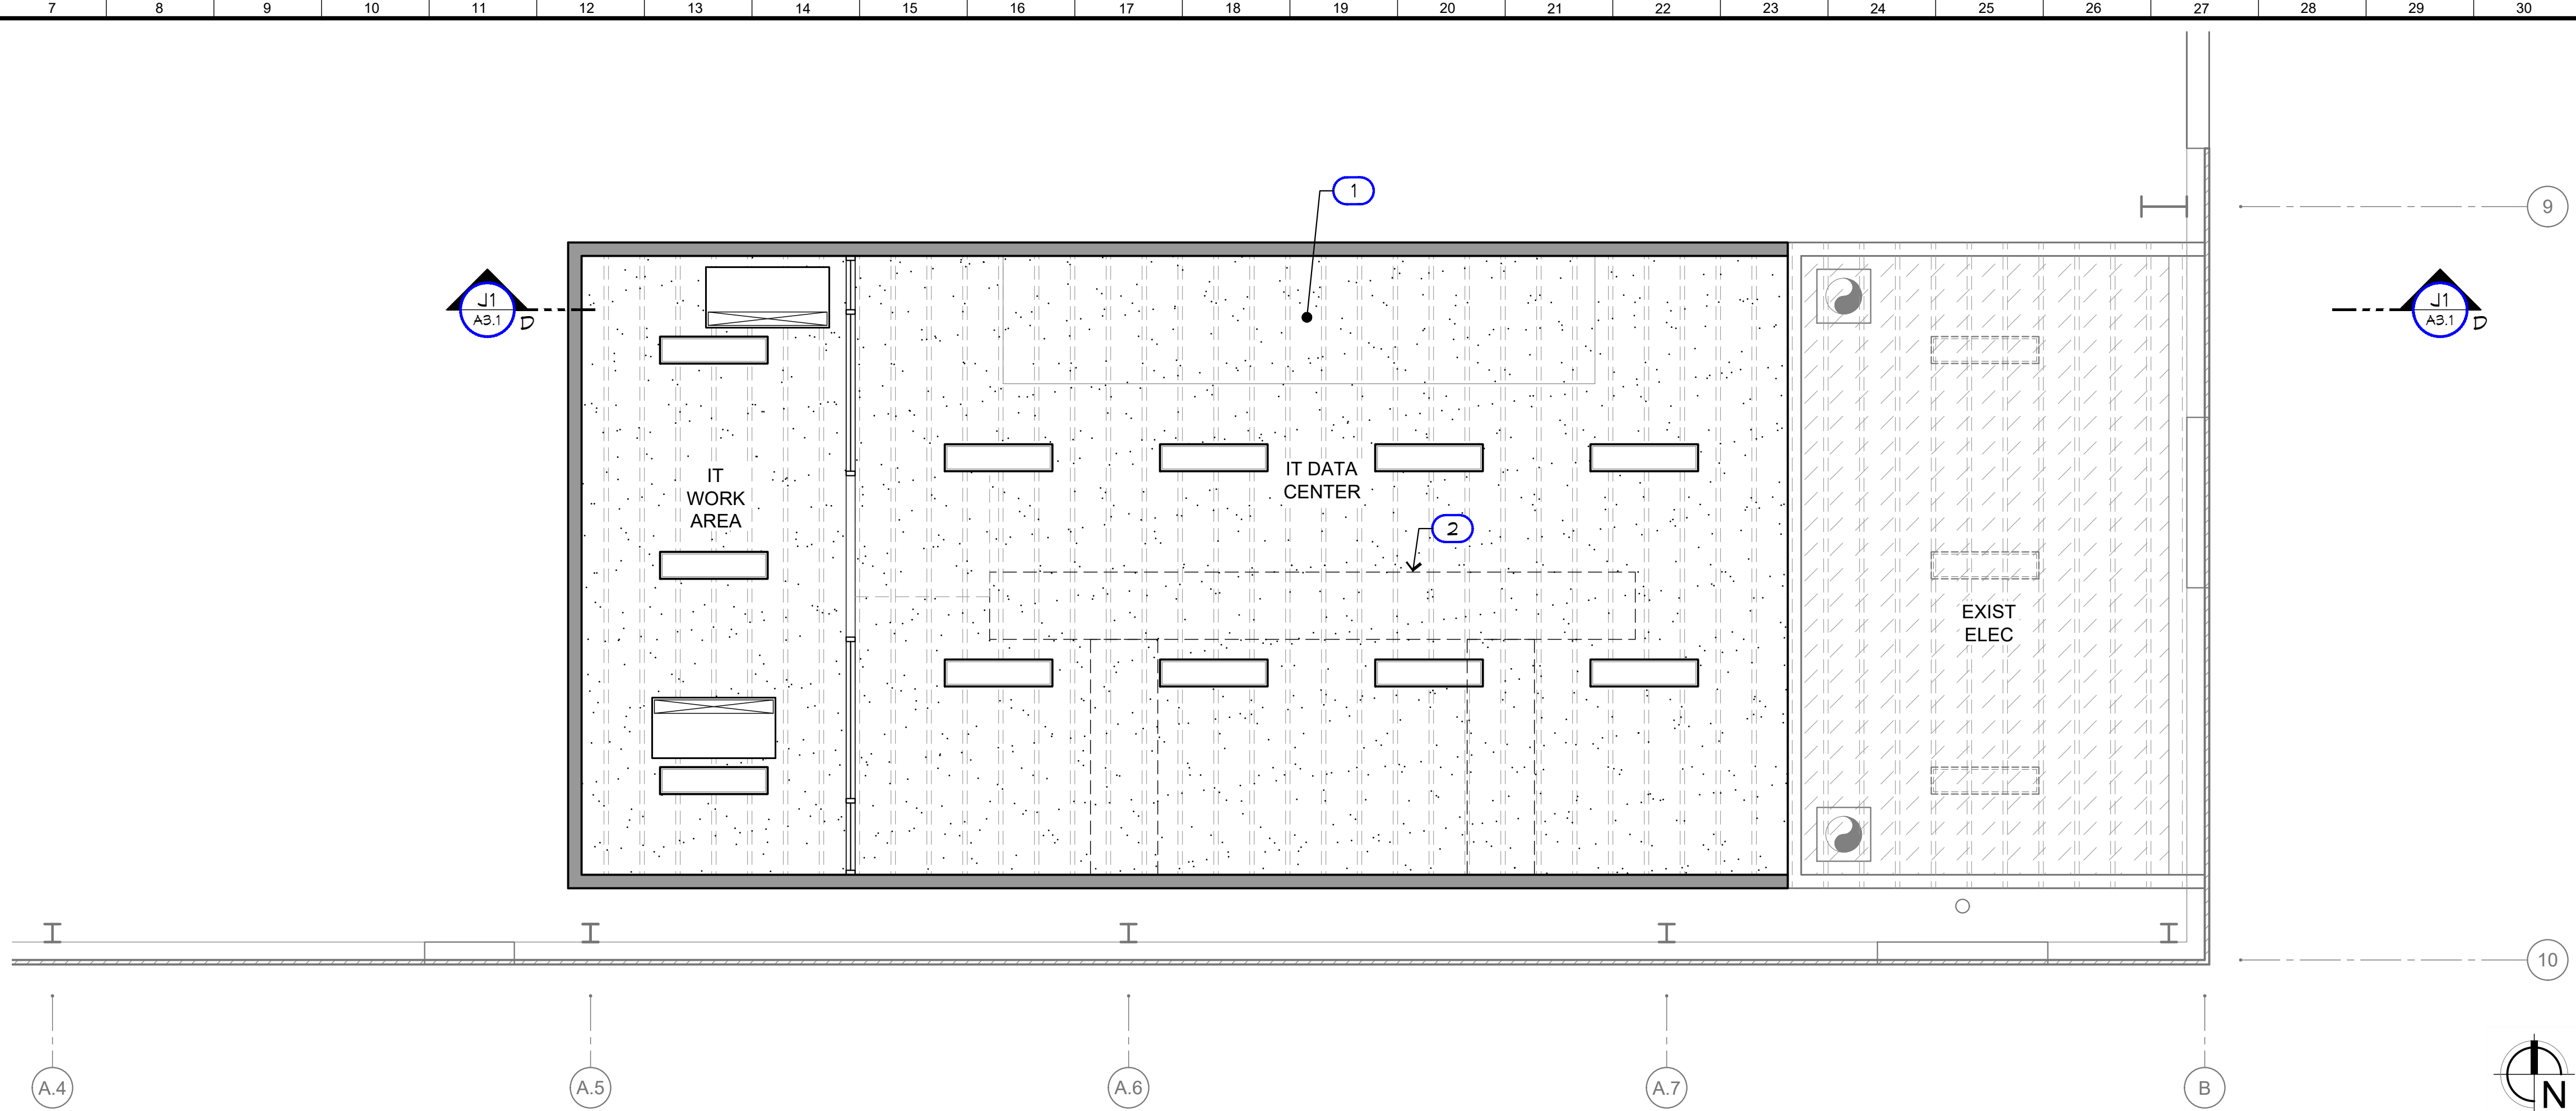 7 8 9 10 11 12 13 14 15 16 17 18 19 20 21 22 23 24 25 26 27 28 29 30
1
9
J1
A3.1
D
J1
A3.1
D
IT
WORK
AREA
IT DATA
CENTER
2
EXIST
ELEC
10
A.4 A.5 A.6 A.7 B
N